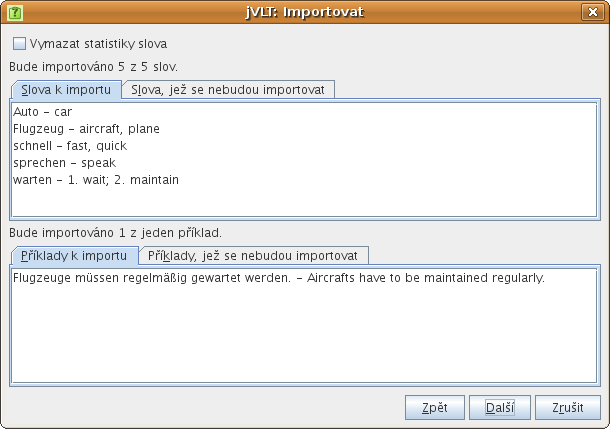 jVLT: Importovat
Vymazat statistiky slova
Bude importováno 5 z 5 slov.
Slova k importu
Slova, jež se nebudou importovat
Auto – car
Flugzeug – aircraft, plane
schnell – fast, quick
sprechen – speak
warten – 1. wait; 2. maintain
Bude importováno 1 z jeden příklad.
Příklady k importu
Příklady, jež se nebudou importovat
Flugzeuge müssen regelmäßig gewartet werden. – Aircrafts have to be maintained regularly.
Zpět
Další
Zrušit